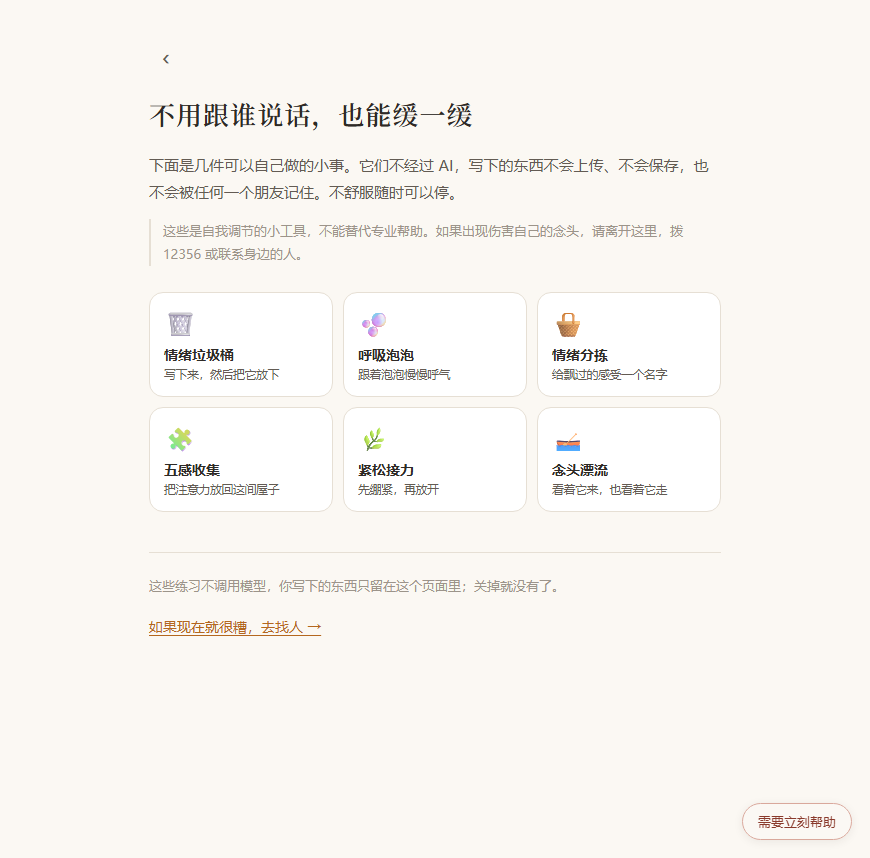 ‹
不用跟谁说话，也能缓一缓
下面是几件可以自己做的小事。它们不经过 AI，写下的东西不会上传、不会保存，也
不会被任何一个朋友记住。不舒服随时可以停。
这些是自我调节的小工具，不能替代专业帮助。如果出现伤害自己的念头，请离开这里，拨
12356 或联系身边的人。
情绪垃圾桶
写下来，然后把它放下
呼吸泡泡
跟着泡泡慢慢呼气
情绪分拣
给飘过的感受一个名字
五感收集
把注意力放回这间屋子
紧松接力
先绷紧，再放开
念头漂流
看着它来，也看着它走
这些练习不调用模型，你写下的东西只留在这个页面里；关掉就没有了。
如果现在就很糟，去找人 →
需要立刻帮助